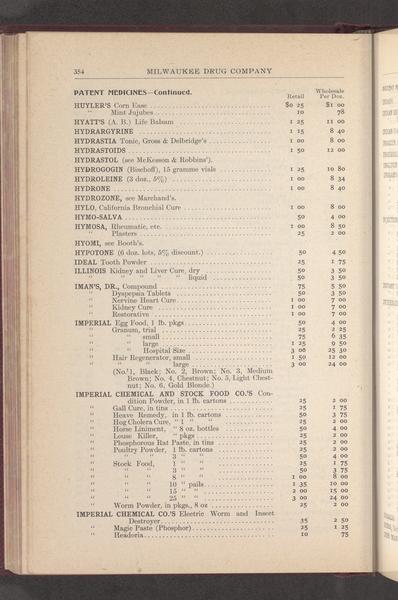 354 MILWAUKEE DRUG COMPANY
PATENT MEDICINES—Continued. Retail Wholesale Per Doz.
HUYLER'S Corn Ease $0 25 $1 00
" Mint Jujubes 10 78
HYATT'S (A. B.) Life Balsam 1 25 11 00
HYDRARGYRINE 1 15 8 40
HYDRASTIA Tonic, Gross & Delbridge's 1 00 8 00
HYDRASTOIDS 1 50 12 00
HYDRASTOL (see McKesson & Robbins').
HYDROGOGIN (Bischoff), 15 gramme vials 1 25 10 80
HYDROLEINE (3 doz., 5%) 1 00 8 34
HYDRONE 1 00 8 40
HYDROZONE, see Marchand's.
HYLO, California Bronchial Cure 1 00 8 00
HYMO-SALVA 50 4 00
HYMOSA, Rheumatic, etc. 1 00 8 50
" Plasters 25 2 00
HYOMI, see Booth's.
HYPOTONE (6 doz. lots, 5% discount.) 50 4 50
IDEAL Tooth Powder 25 1 75
ILLINOIS Kidney and Liver Cure, dry 50 3 50
" " " " " liquid 50 3 50
IMAN'S, DR., Compound 75 5 50
" Dyspepsia Tablets 50 3 50
" Nervine Heart Cure 1 00 7 00
" Kidney Cure 1 00 7 00
" Restorative 1 00 7 00
IMPERIAL Egg Food, 1 lb. pkgs 50 4 00
" Granum, trial 25 2 25
" " small 75 6 35
" " large 1 25 9 50
" " Hospital Size 3 00 25 30
" Hair Regenerator, small 1 50 12 00
" " " large 3 00 24 00
(No. 1, Black; No. 2, Brown; No. 3, Medium
Brown; No. 4, Chestnut; No. 5, Light Chest-
nut; No. 6, Gold Blonde.)
IMPERIAL CHEMICAL AND STOCK FOOD CO.'S Con-
dition Powder, in 1 lb. cartons 25 2 00
" Gall Cure, in tins 25 1 75
" Heave Remedy, in 1 lb. cartons 50 3 75
" Hog Cholera Cure, " 1 " 25 2 00
" Horse Liniment, " 8 oz. bottles 50 4 00
" Louse Killer, " pkgs 25 2 00
" Phosphorous Rat Paste, in tins 25 2 00
" Poultry Powder, 1 lb. cartons 25 2 00
" " " 3 " " 50 4 00
" Stock Food, 1 " " 25 1 75
" " " 3 " " 50 3 75
" " " 8 " " 1 00 8 00
" " " 10 " pails 1 35 10 00
" " " 15 " " 2 00 15 00
" " " 25 " " 3 00 24 00
" Worm Powder, in pkgs., 8 oz 25 2 00
IMPERIAL CHEMICAL CO.'S Electric Worm and Insect
Destroyer 35 2 50
" Magic Paste (Phosphor) 25 1 25
" Headoria 10 75